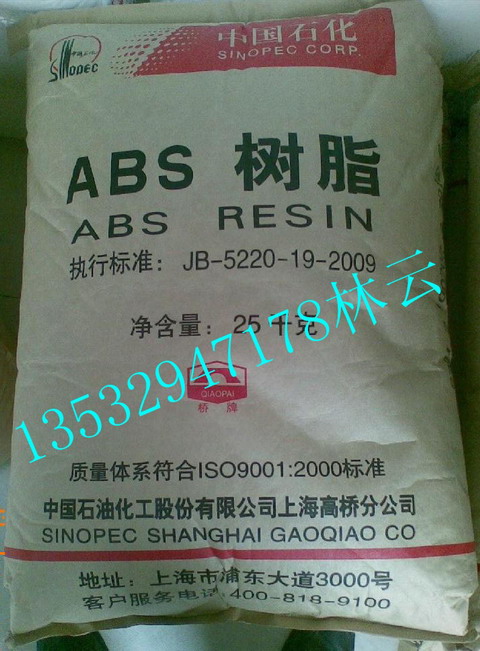 中国石化
SINOPEC CORP.
中国石化
SINOPEC
ABS 树脂
ABS RESIN
执行标准: JB-5220-19-2009
净含量: 25千克
13532947178林云
QIAOPAI
桥牌
质量体系符合ISO9001:2000标准
中国石油化工股份有限公司上海高桥分公司
SINOPEC SHANGHAI GAOQIAO CO
地址: 上海市浦东大道3000号
客户服务电话:400-818-9100